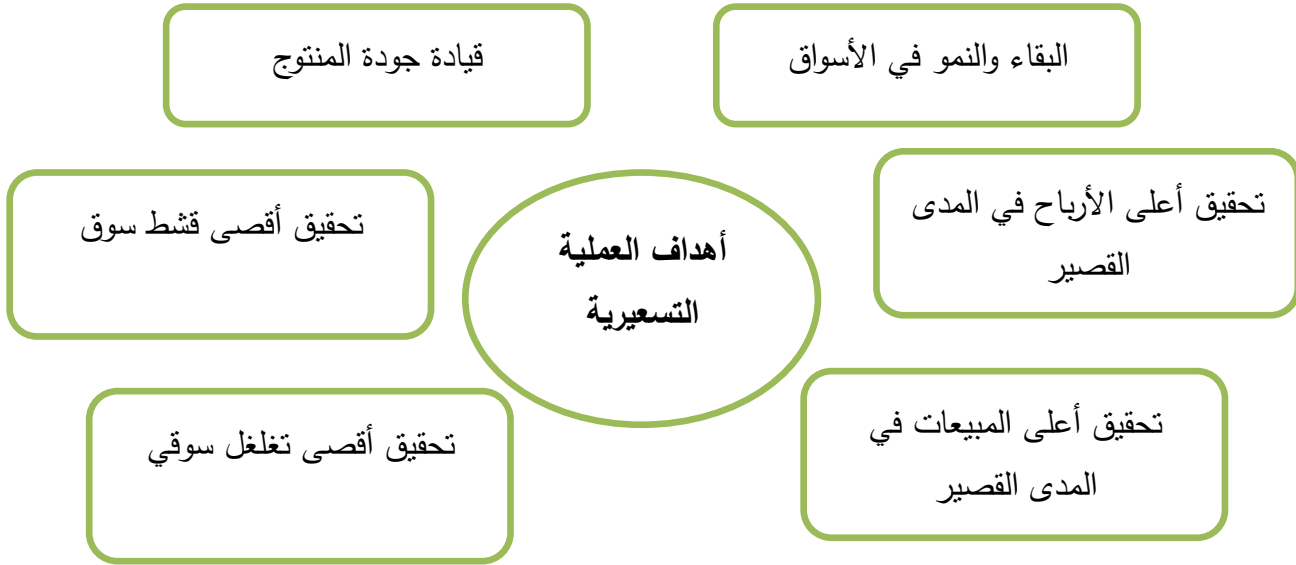 البقاء والنمو في الأسواق
قيادة جودة المنتوج
تحقيق أعلى الأرباح في المدى
القصير
تحقيق أقصى قشط سوق
أهداف العملية
التسعيرية
تحقيق أعلى المبيعات في
المدى القصير
تحقيق أقصى تغلغل سوقي